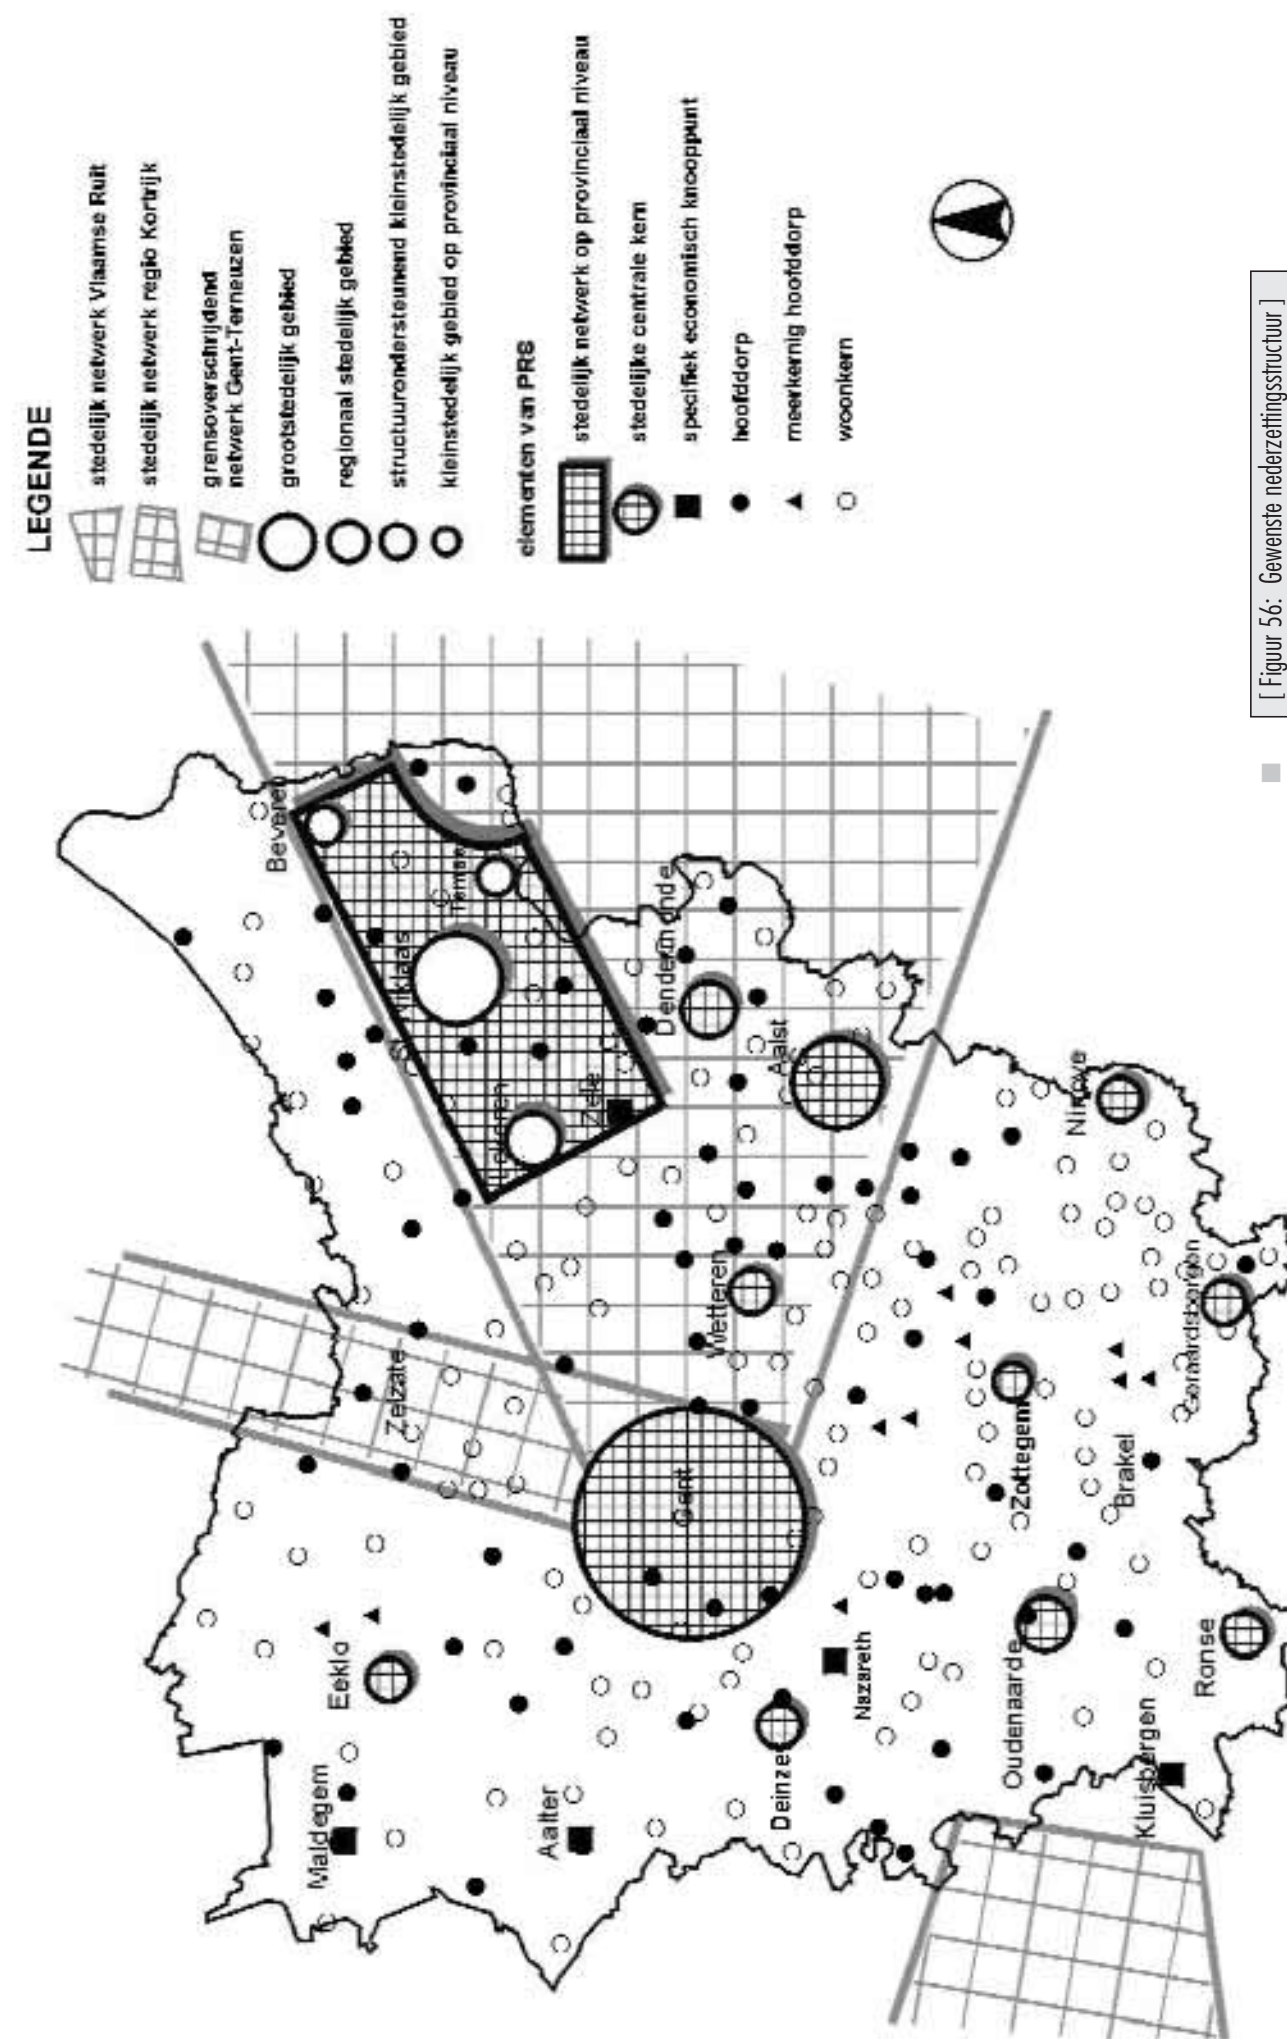 LEGENDE
stedelijk netwerk Vlaamse Ruit
stedelijk netwerk regio Kortrijk
grensoverschrijdend
netwerk Gent-Terneuzen
grootstedelijk gebied
regionaal stedelijk gebied
structuurondersteunend kleinstedelijk gebied
kleinstedelijk gebied op provinciaal niveau
elementen van PRS
stedelijk netwerk op provinciaal niveau
stedelijke centrale kern
specifiek economisch knooppunt
hoofddorp
meerkernig hoofddorp
woonkern
Beveren
Niklaas
Zele
Dendermonde
Aalst
Ninove
Wetteren
Zelzate
Gent
Geraardsbergen
Zottegem
Brakel
Eeklo
Maldegem
Aalter
Deinze
Nazareth
Oudenaarde
Kluisbergen
Ronse
[ Figuur 56: Gewenste nederzettingsstructuur ]